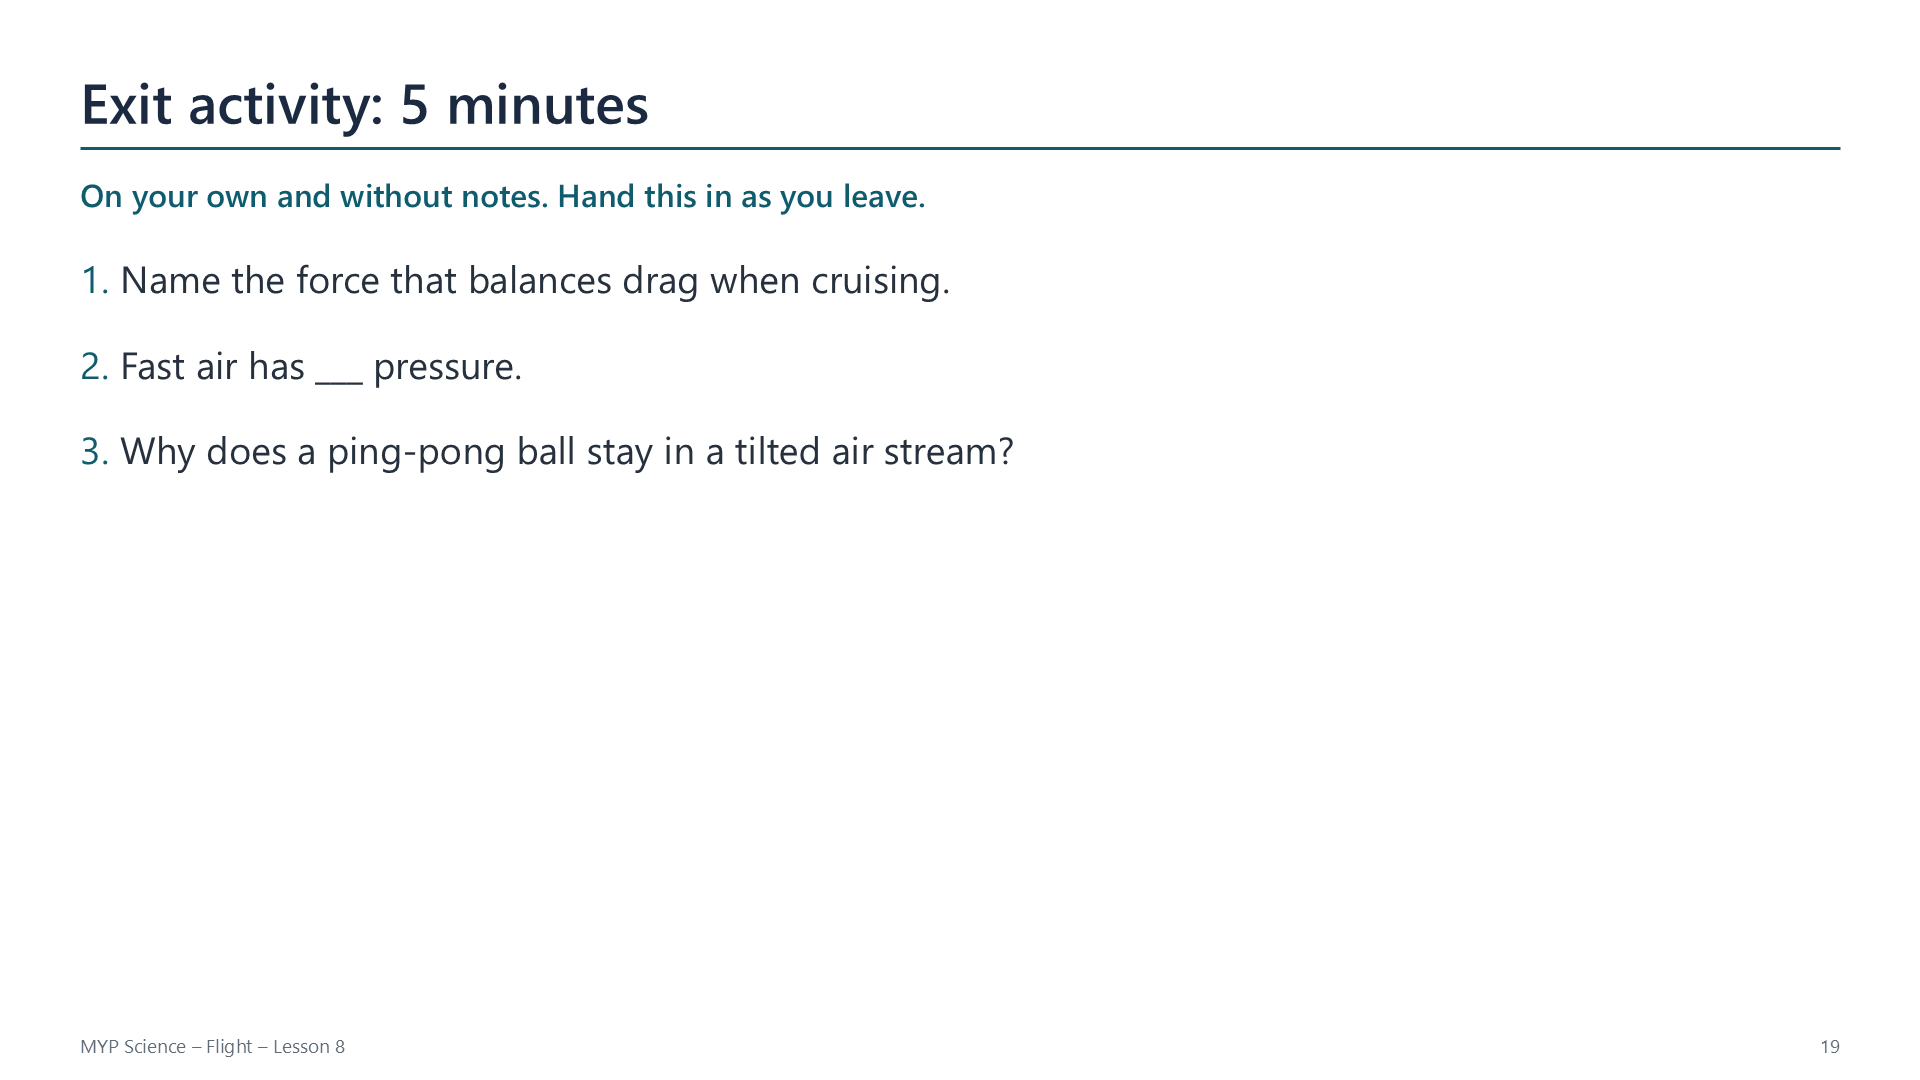 Exit activity: 5 minutes
On your own and without notes. Hand this in as you leave.
1. Name the force that balances drag when cruising.
2. Fast air has ___ pressure.
3. Why does a ping-pong ball stay in a tilted air stream?
MYP Science – Flight – Lesson 8
19